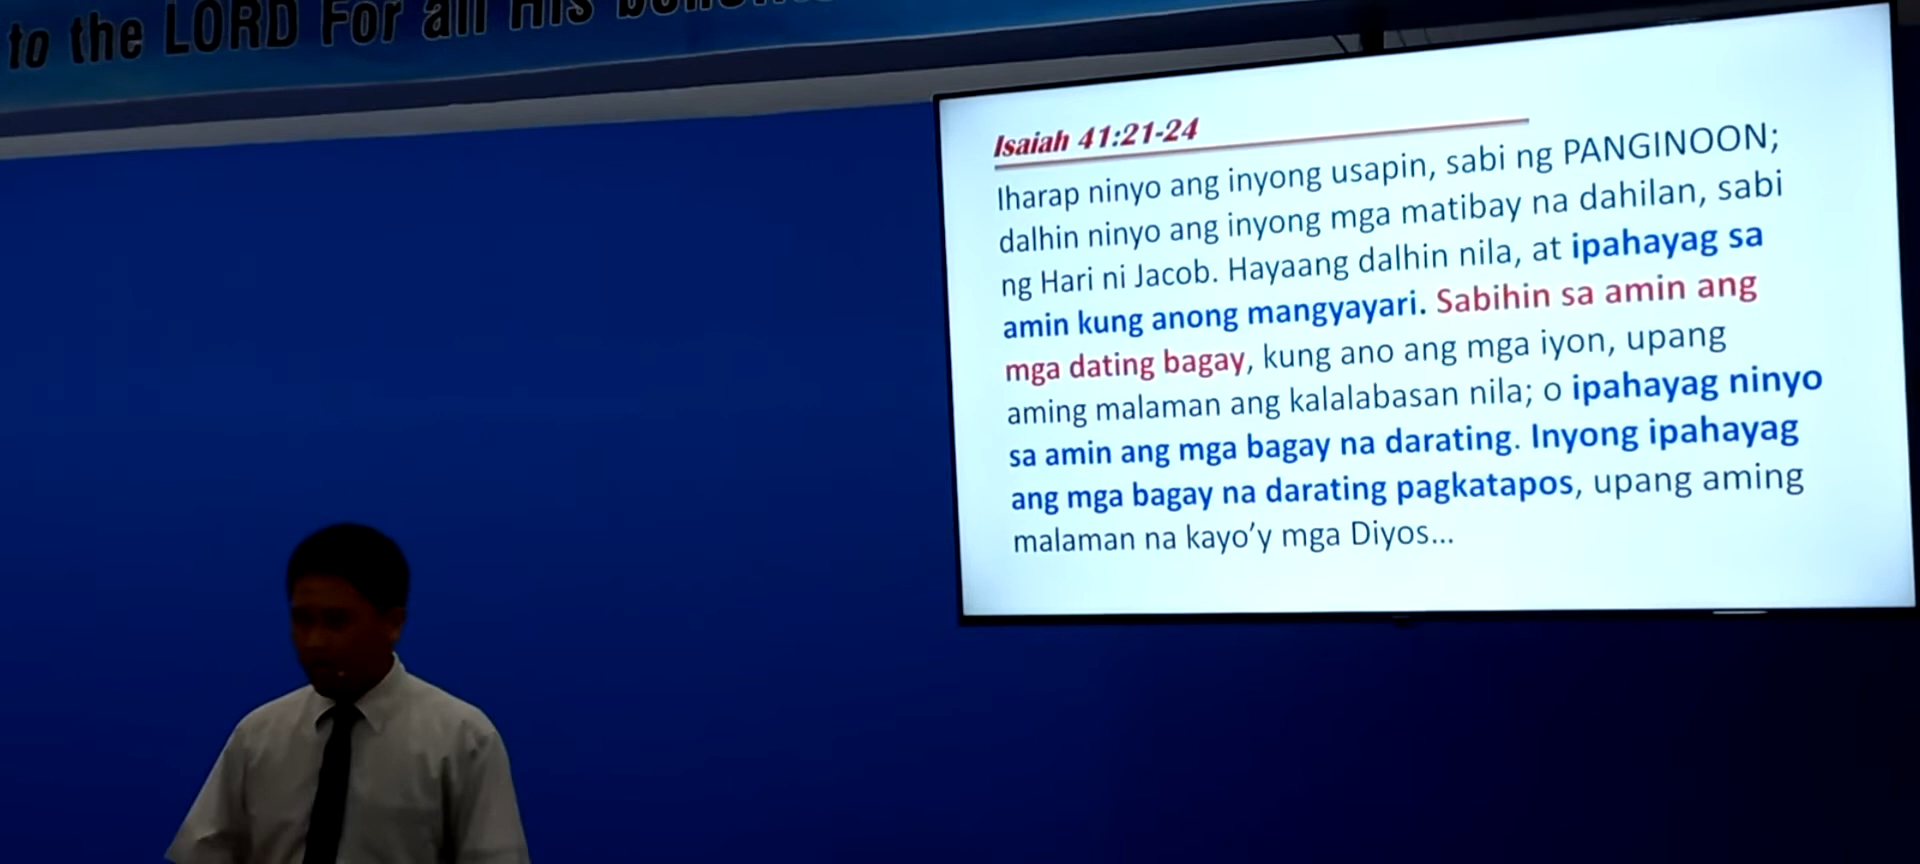 to the LORD For all His
Isaiah 41:21-24
Iharap ninyo ang inyong usapin, sabi ng PANGINOON;
dalhin ninyo ang inyong mga matibay na dahilan, sabi
ng Hari ni Jacob. Hayaang dalhin nila, at ipahayag sa
amin kung anong mangyayari. Sabihin sa amin ang
mga dating bagay, kung ano ang mga iyon, upang
aming malaman ang kalalabasan nila; o ipahayag ninyo
sa amin ang mga bagay na darating. Inyong ipahayag
ang mga bagay na darating pagkatapos, upang aming
malaman na kayo’y mga Diyos...